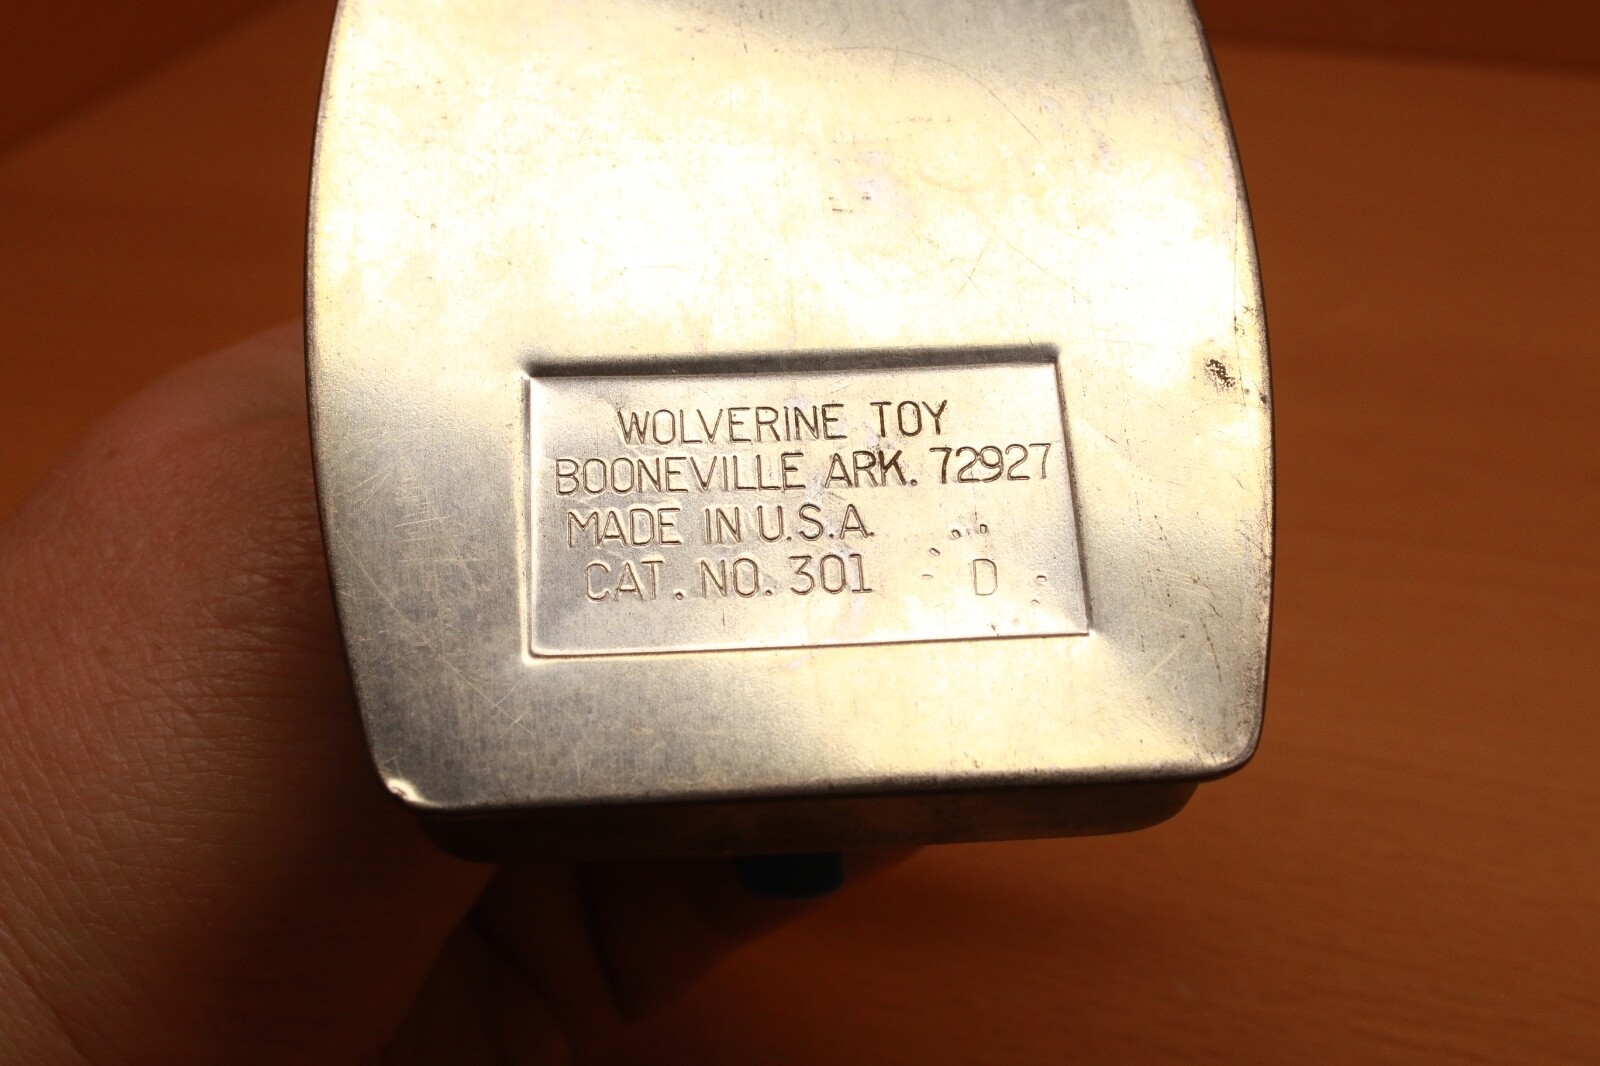 WOLVERINE TOY
BOONEVILLE ARK. 72927
MADE IN U.S.A.
CAT. NO. 301 D